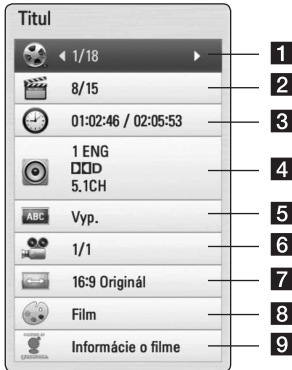 Titul
1/18 1
8/15 2
01:02:46 / 02:05:53 3
1 ENG
DD D
5.1CH 4
ABC Vyp. 5
1/1 6
16:9 Originál 7
Film 8
Informácie o filme 9